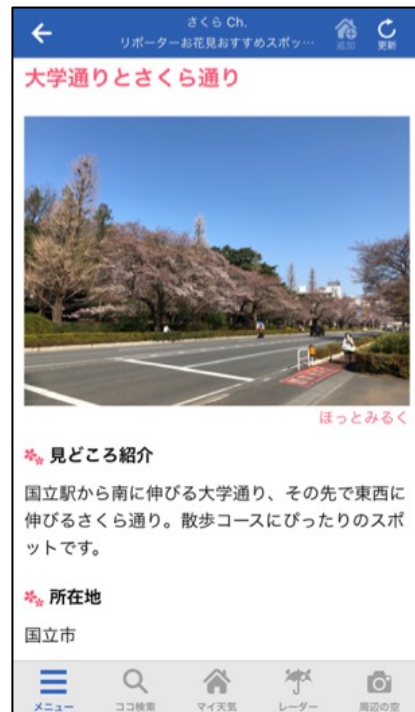 さくら Ch.
リポーターお花見おすすめスポッ…
追加
更新
大学通りとさくら通り
ほっとみるく
見どころ紹介
国立駅から南に伸びる大学通り、その先で東西に
伸びるさくら通り。散歩コースにぴったりのスポ
ットです。
所在地
国立市
メニュー
ココ検索
マイ天気
レーダー
周辺の空